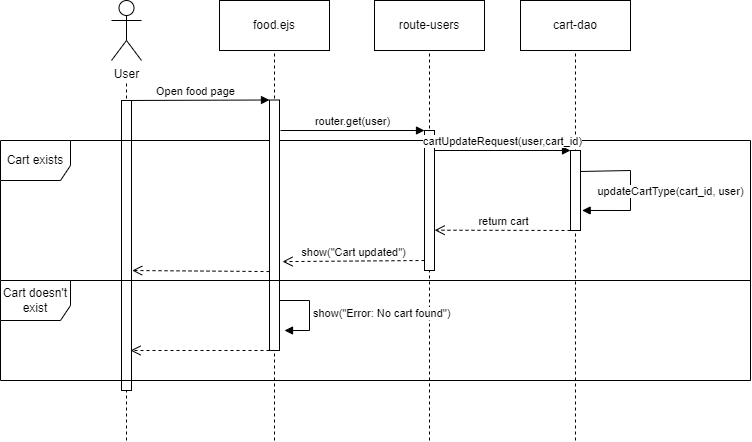 food.ejs
route-users
cart-dao
User
Open food page
router.get(user)
cartUpdateRequest(user,cart_id)
Cart exists
updateCartType(cart_id, user)
return cart
show("Cart updated")
Cart doesn't
exist
show("Error: No cart found")